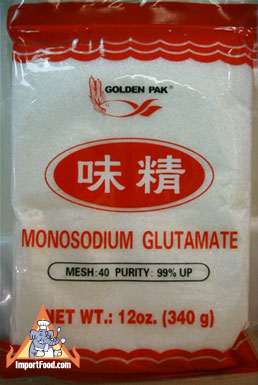 GOLDEN PAK®
味精
MONOSODIUM GLUTAMATE
MESH: 40 PURITY: 99% UP
NET WT.: 12oz. (340 g)
ImportFood.com